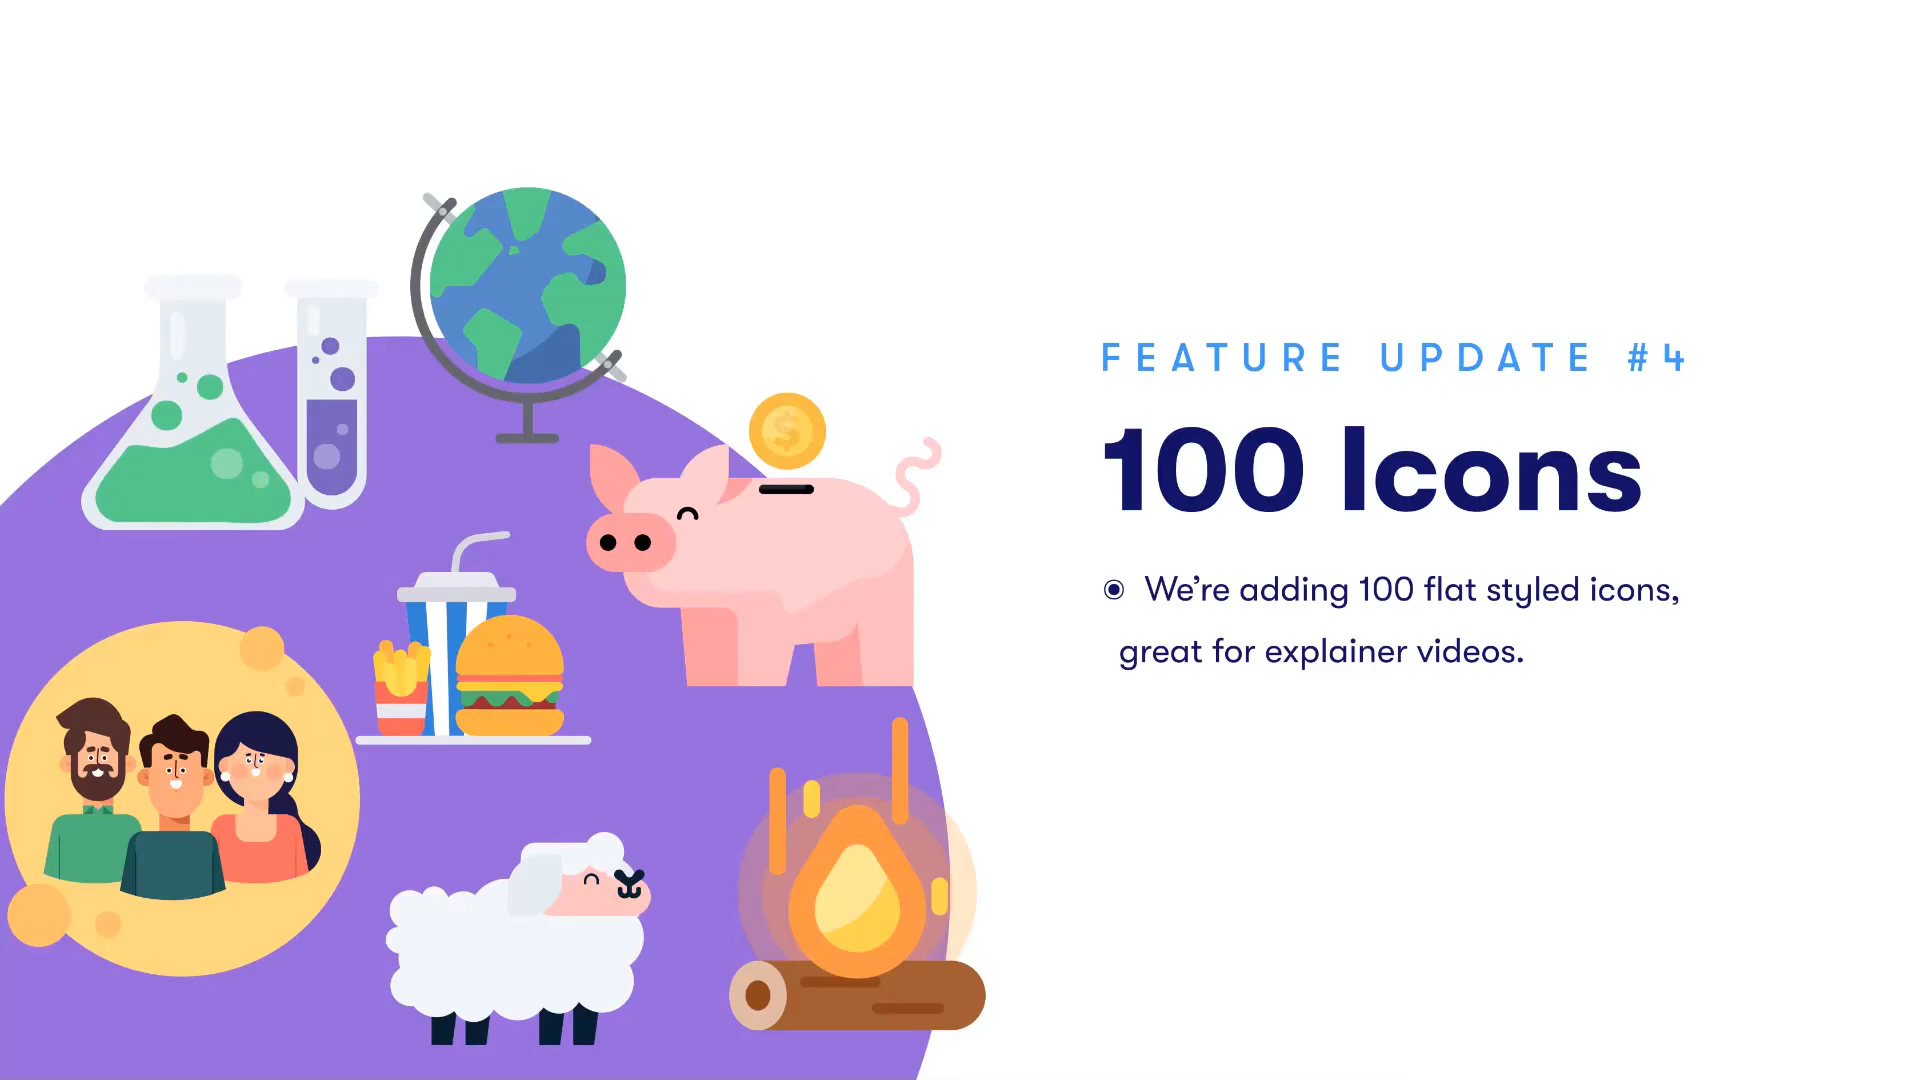 FEATURE UPDATE #4
100 Icons
We’re adding 100 flat styled icons,
great for explainer videos.
$